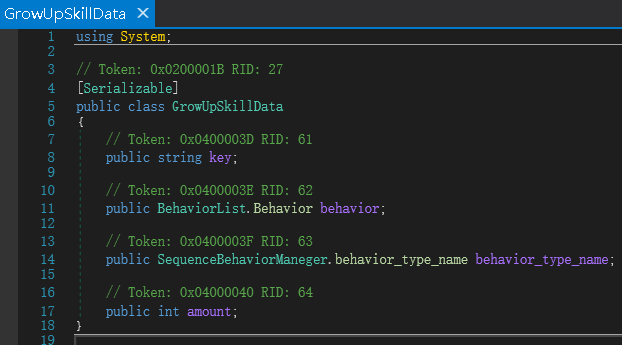 GrowUpSkillData ✕
1 using System;
2
3 // Token: 0x0200001B RID: 27
4 [Serializable]
5 public class GrowUpSkillData
6 {
7 // Token: 0x0400003D RID: 61
8 public string key;
9
10 // Token: 0x0400003E RID: 62
11 public BehaviorList.Behavior behavior;
12
13 // Token: 0x0400003F RID: 63
14 public SequenceBehaviorManeger.behavior_type_name behavior_type_name;
15
16 // Token: 0x04000040 RID: 64
17 public int amount;
18 }
19